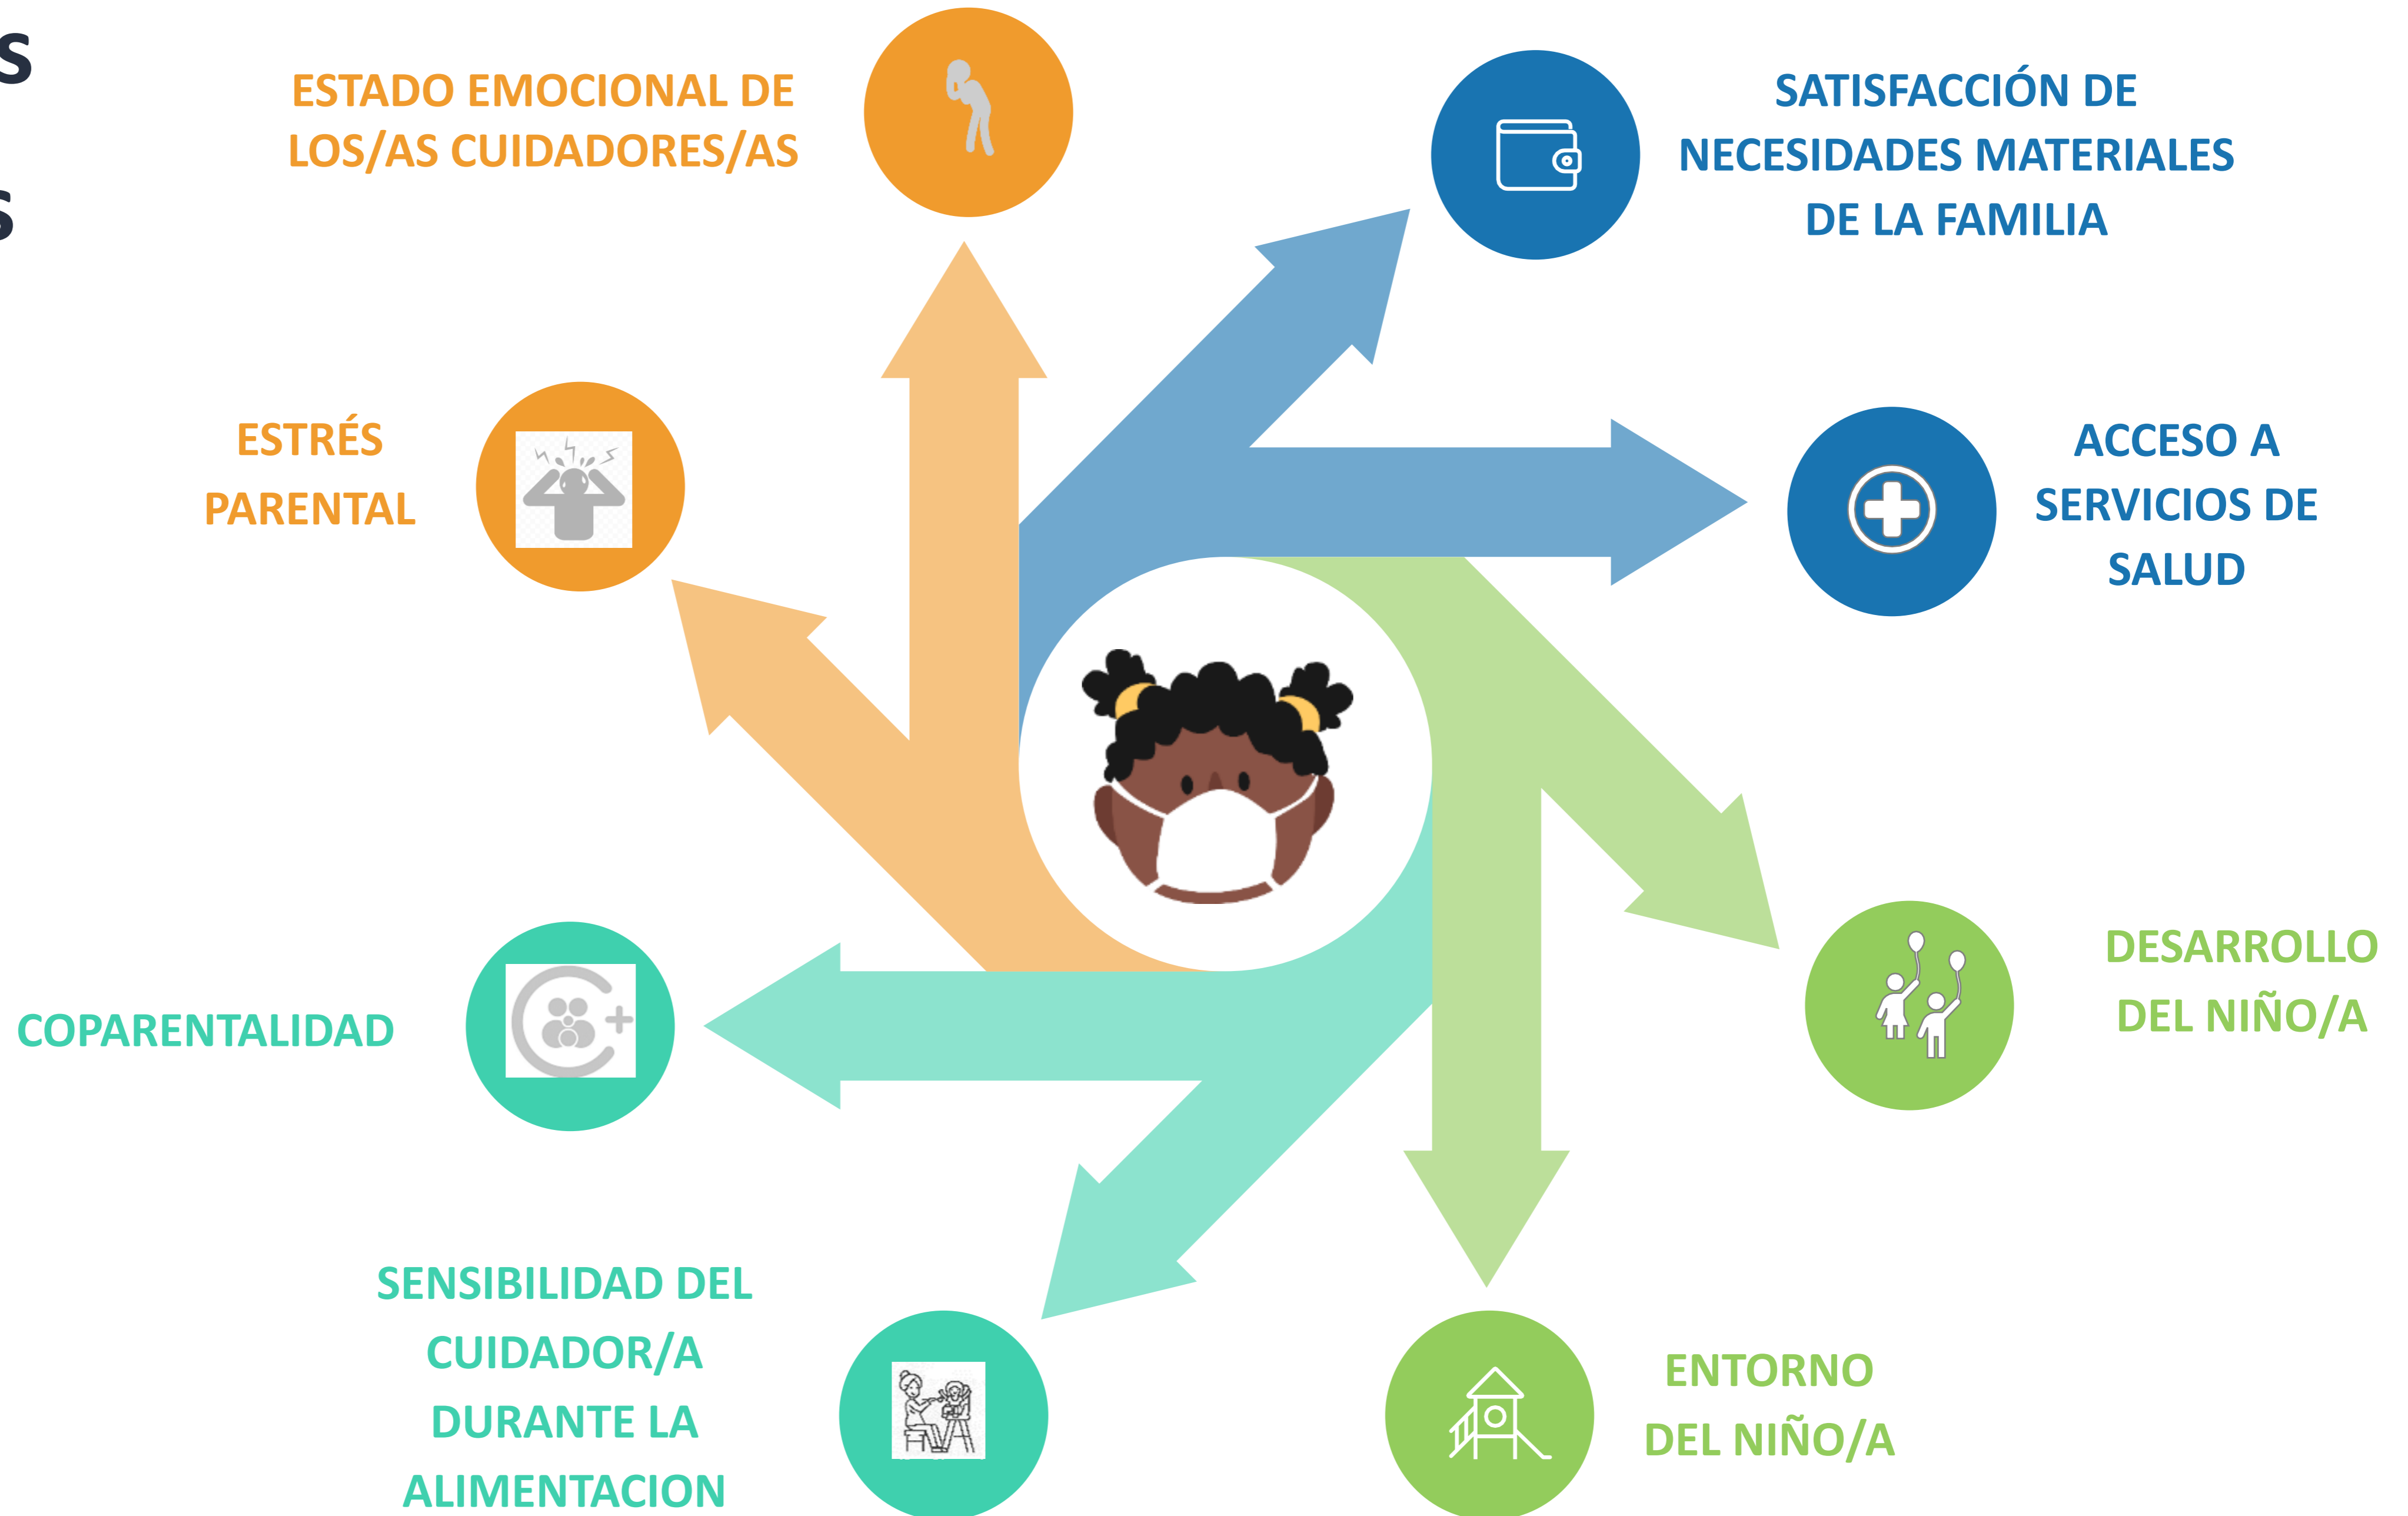 ESTADO EMOCIONAL DE
LOS/AS CUIDADORES/AS
SATISFACCIÓN DE
NECESIDADES MATERIALES
DE LA FAMILIA
ESTRÉS
PARENTAL
ACCESO A
SERVICIOS DE
SALUD
COPARENTALIDAD
DESARROLLO
DEL NIÑO/A
SENSIBILIDAD DEL
CUIDADOR/A
DURANTE LA
ALIMENTACION
ENTORNO
DEL NIÑO/A